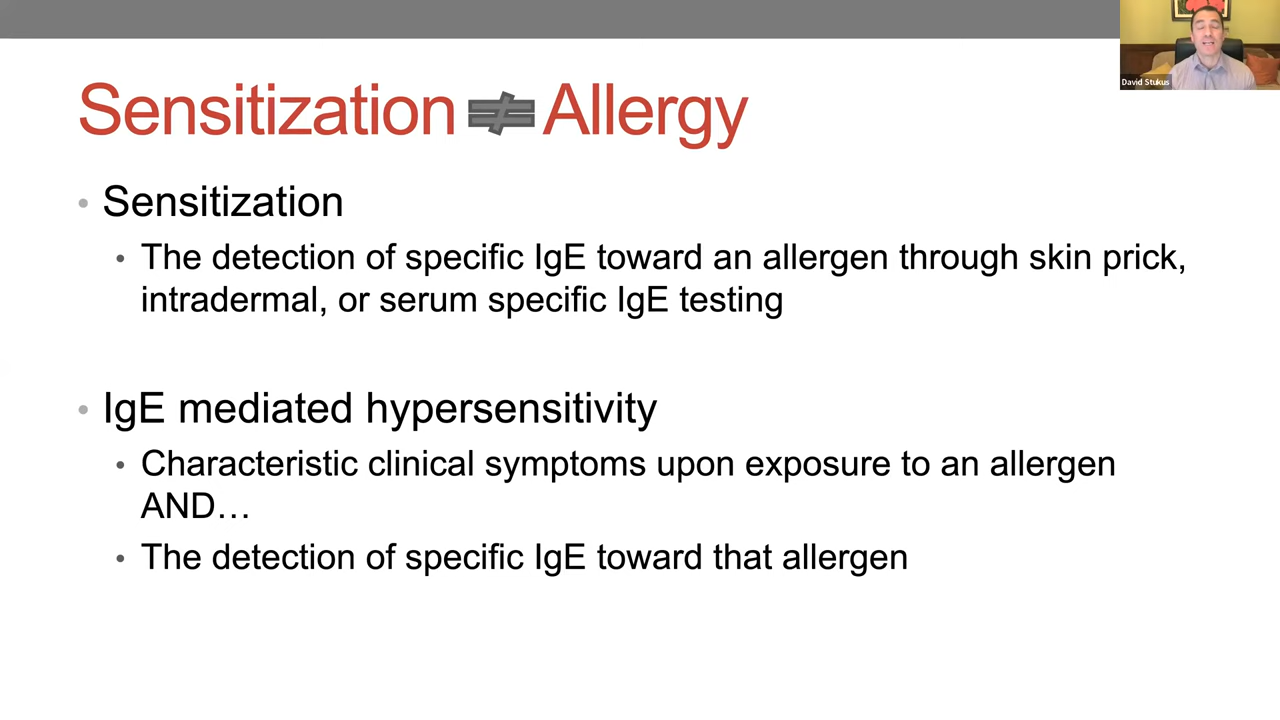 David Stukus
Sensitization ≠ Allergy
• Sensitization
• The detection of specific IgE toward an allergen through skin prick,
intradermal, or serum specific IgE testing
• IgE mediated hypersensitivity
• Characteristic clinical symptoms upon exposure to an allergen
AND…
• The detection of specific IgE toward that allergen